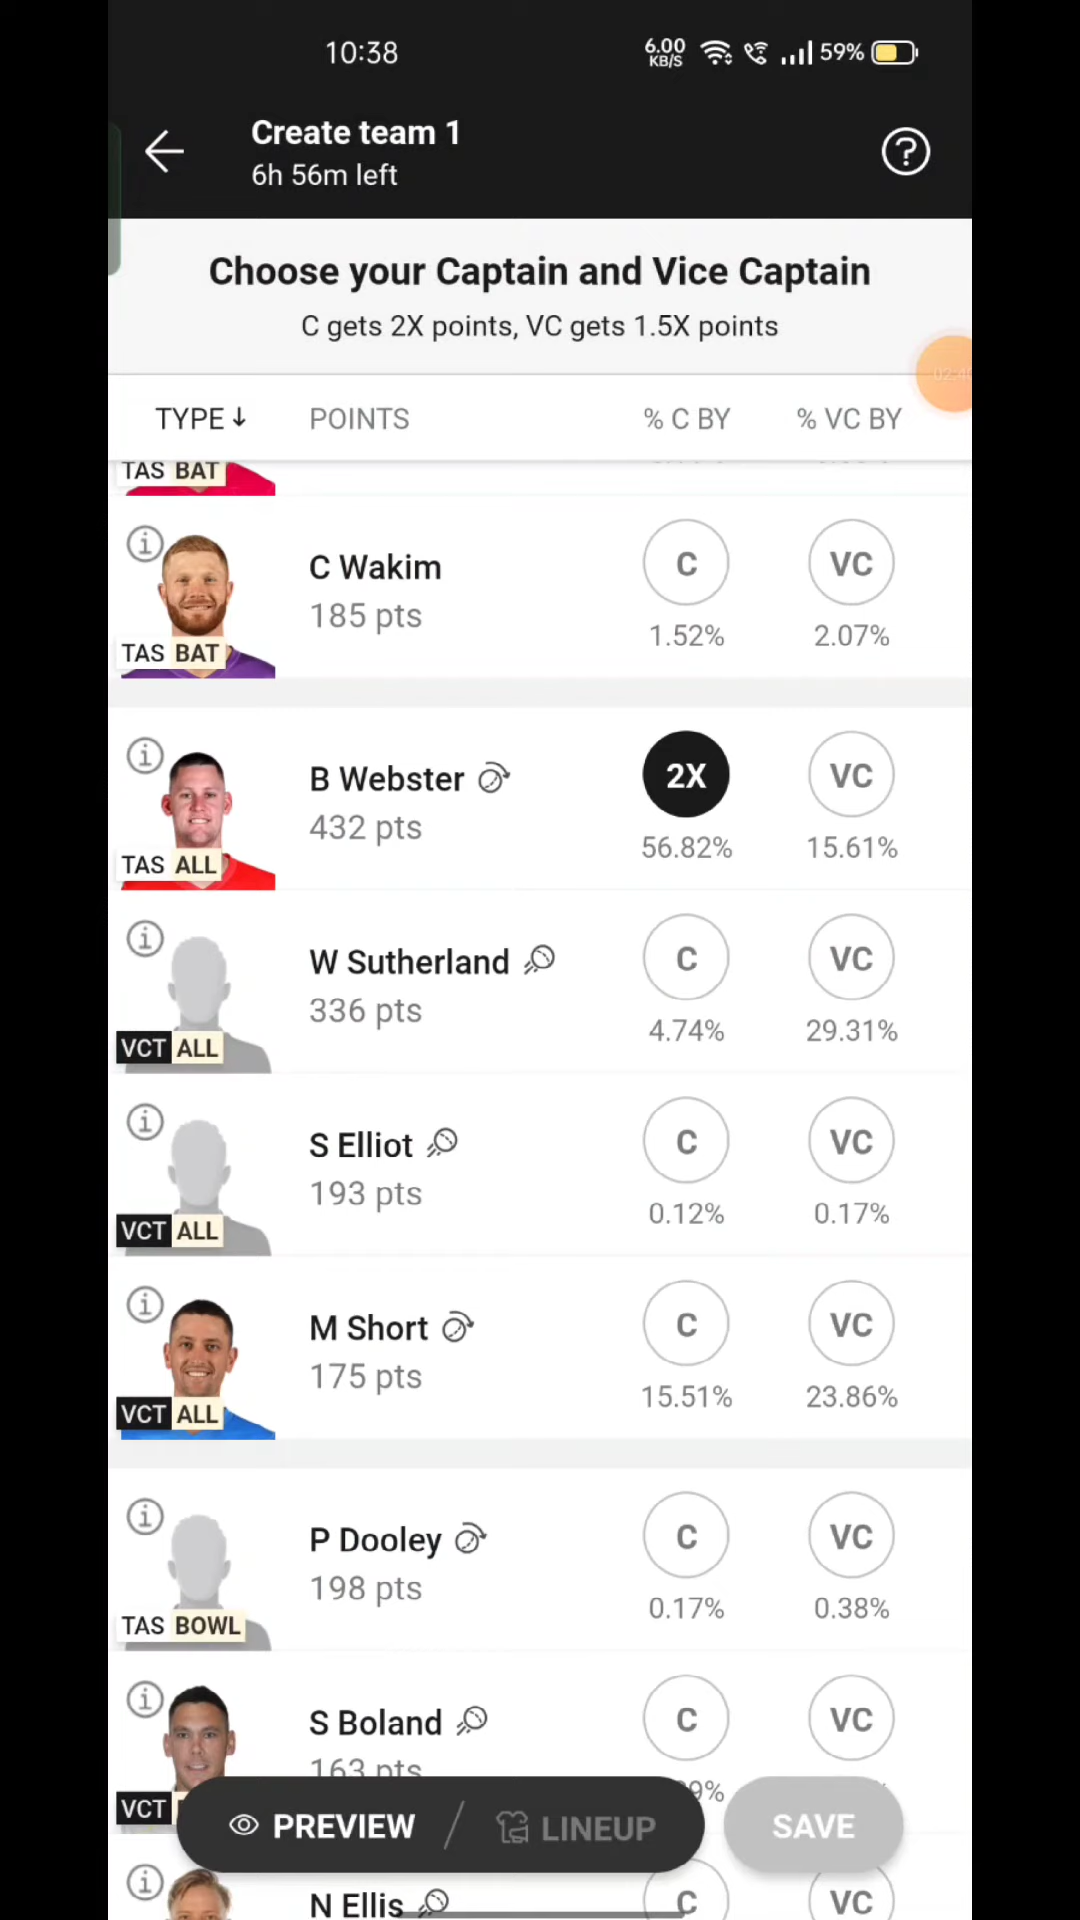 10:38
6.00
KB/S
59%
Create team 1
6h 56m left
?
Choose your Captain and Vice Captain
C gets 2X points, VC gets 1.5X points
TYPE POINTS % C BY % VC BY
TAS BAT
C Wakim
185 pts
C VC
1.52% 2.07%
TAS BAT
B Webster
432 pts
2X VC
56.82% 15.61%
TAS ALL
W Sutherland
336 pts
C VC
4.74% 29.31%
VCT ALL
S Elliot
193 pts
C VC
0.12% 0.17%
VCT ALL
M Short
175 pts
C VC
15.51% 23.86%
VCT ALL
P Dooley
198 pts
C VC
0.17% 0.38%
TAS BOWL
S Boland
163 pts
C VC
VCT
PREVIEW / LINEUP SAVE
N Ellis
C VC